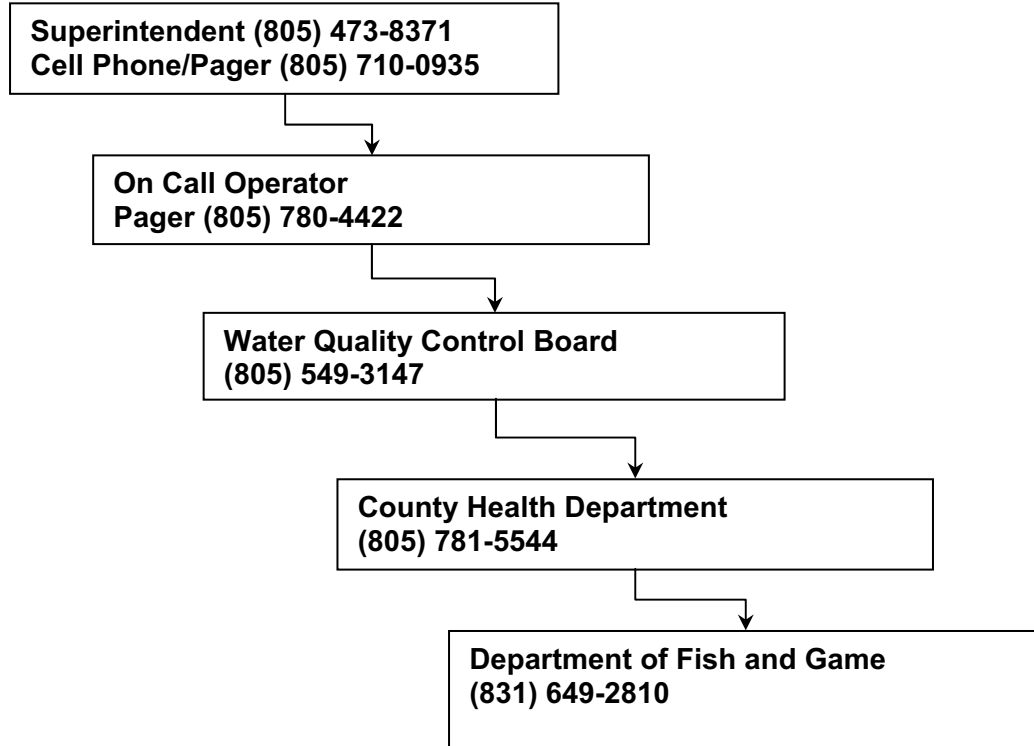 Superintendent (805) 473-8371
Cell Phone/Pager (805) 710-0935
On Call Operator
Pager (805) 780-4422
Water Quality Control Board
(805) 549-3147
County Health Department
(805) 781-5544
Department of Fish and Game
(831) 649-2810